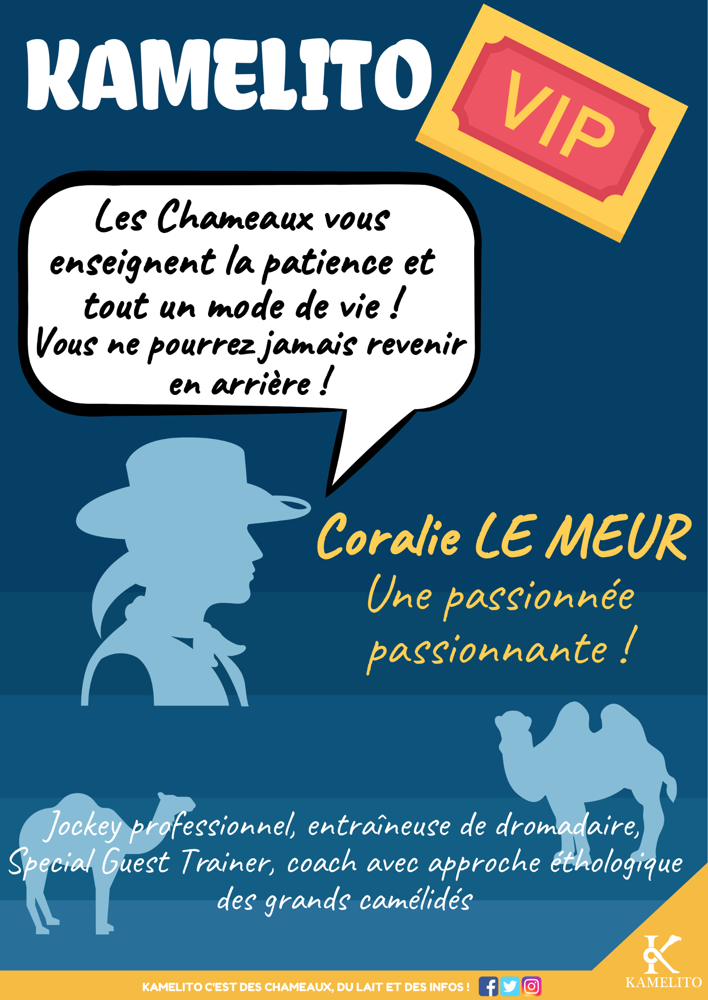 KAMELITO
VIP
Les Chameaux vous
enseignent la patience et
tout un mode de vie !
Vous ne pourrez jamais revenir
en arrière !
Coralie LE MEUR
Une passionnée
passionnante !
Jockey professionnel, entraîneuse de dromadaire,
Special Guest Trainer, coach avec approche éthologique
des grands camélidés
KAMELITO C'EST DES CHAMEAUX, DU LAIT ET DES INFOS !
KAMELITO